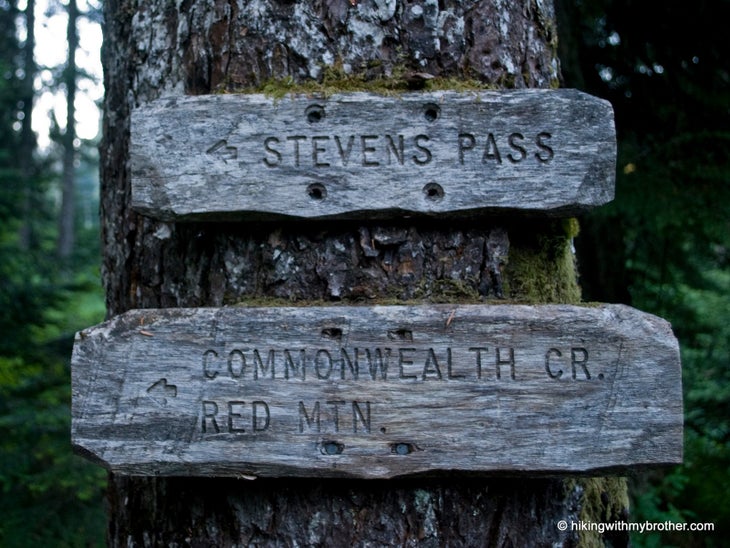 ← STEVENS PASS
← COMMONWEALTH CR.
RED MTN.
© hikingwithmybrother.com